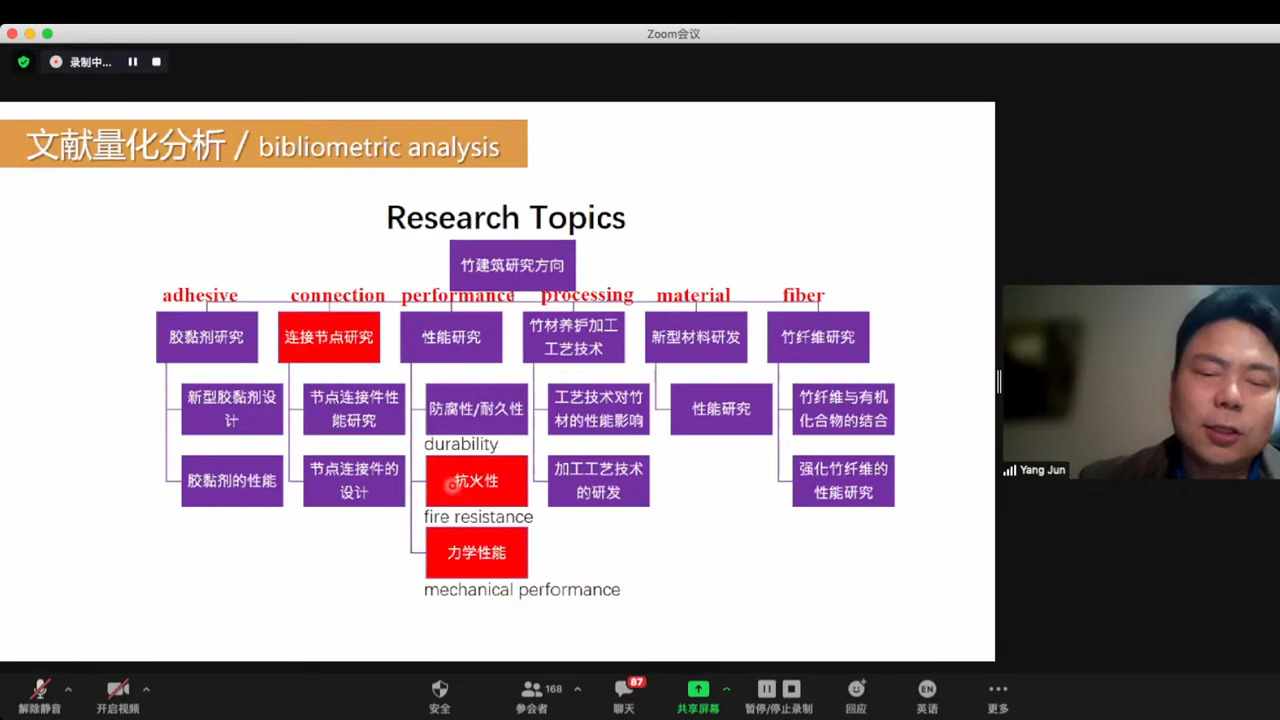 Zoom会议
录制中...
文献量化分析 / bibliometric analysis
Research Topics
竹建筑研究方向
adhesive connection performance processing material fiber
胶黏剂研究
连接节点研究
性能研究
竹材养护加工
工艺技术
新型材料研发
竹纤维研究
新型胶黏剂设
计
节点连接件性
能研究
防腐性/耐久性
工艺技术对竹
材的性能影响
性能研究
竹纤维与有机
化合物的结合
durability
胶黏剂的性能
节点连接件的
设计
抗火性
加工工艺技术
的研发
强化竹纤维的
性能研究
fire resistance
力学性能
mechanical performance
Yang Jun
解除静音
开启视频
安全
168
参会者
87
聊天
共享屏幕
暂停/停止录制
回应
EN
英语
更多